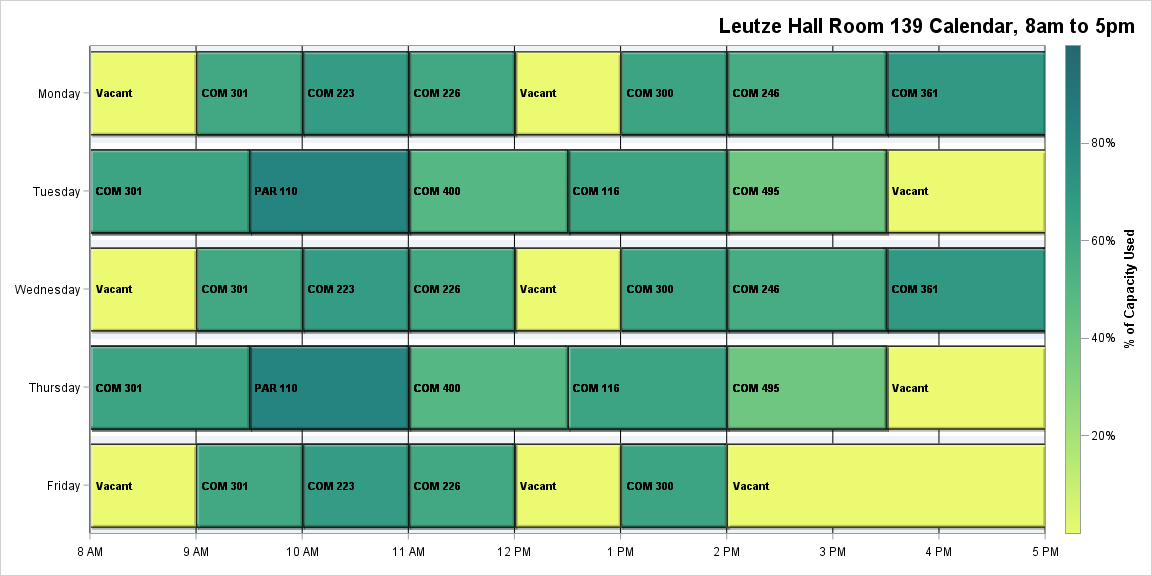 Leutze Hall Room 139 Calendar, 8am to 5pm
Monday
Vacant
COM 301
COM 223
COM 226
Vacant
COM 300
COM 246
COM 361
Tuesday
COM 301
PAR 110
COM 400
COM 116
COM 495
Vacant
Wednesday
Vacant
COM 301
COM 223
COM 226
Vacant
COM 300
COM 246
COM 361
Thursday
COM 301
PAR 110
COM 400
COM 116
COM 495
Vacant
Friday
Vacant
COM 301
COM 223
COM 226
Vacant
COM 300
Vacant
8 AM
9 AM
10 AM
11 AM
12 PM
1 PM
2 PM
3 PM
4 PM
5 PM
80%
60%
40%
20%
% of Capacity Used